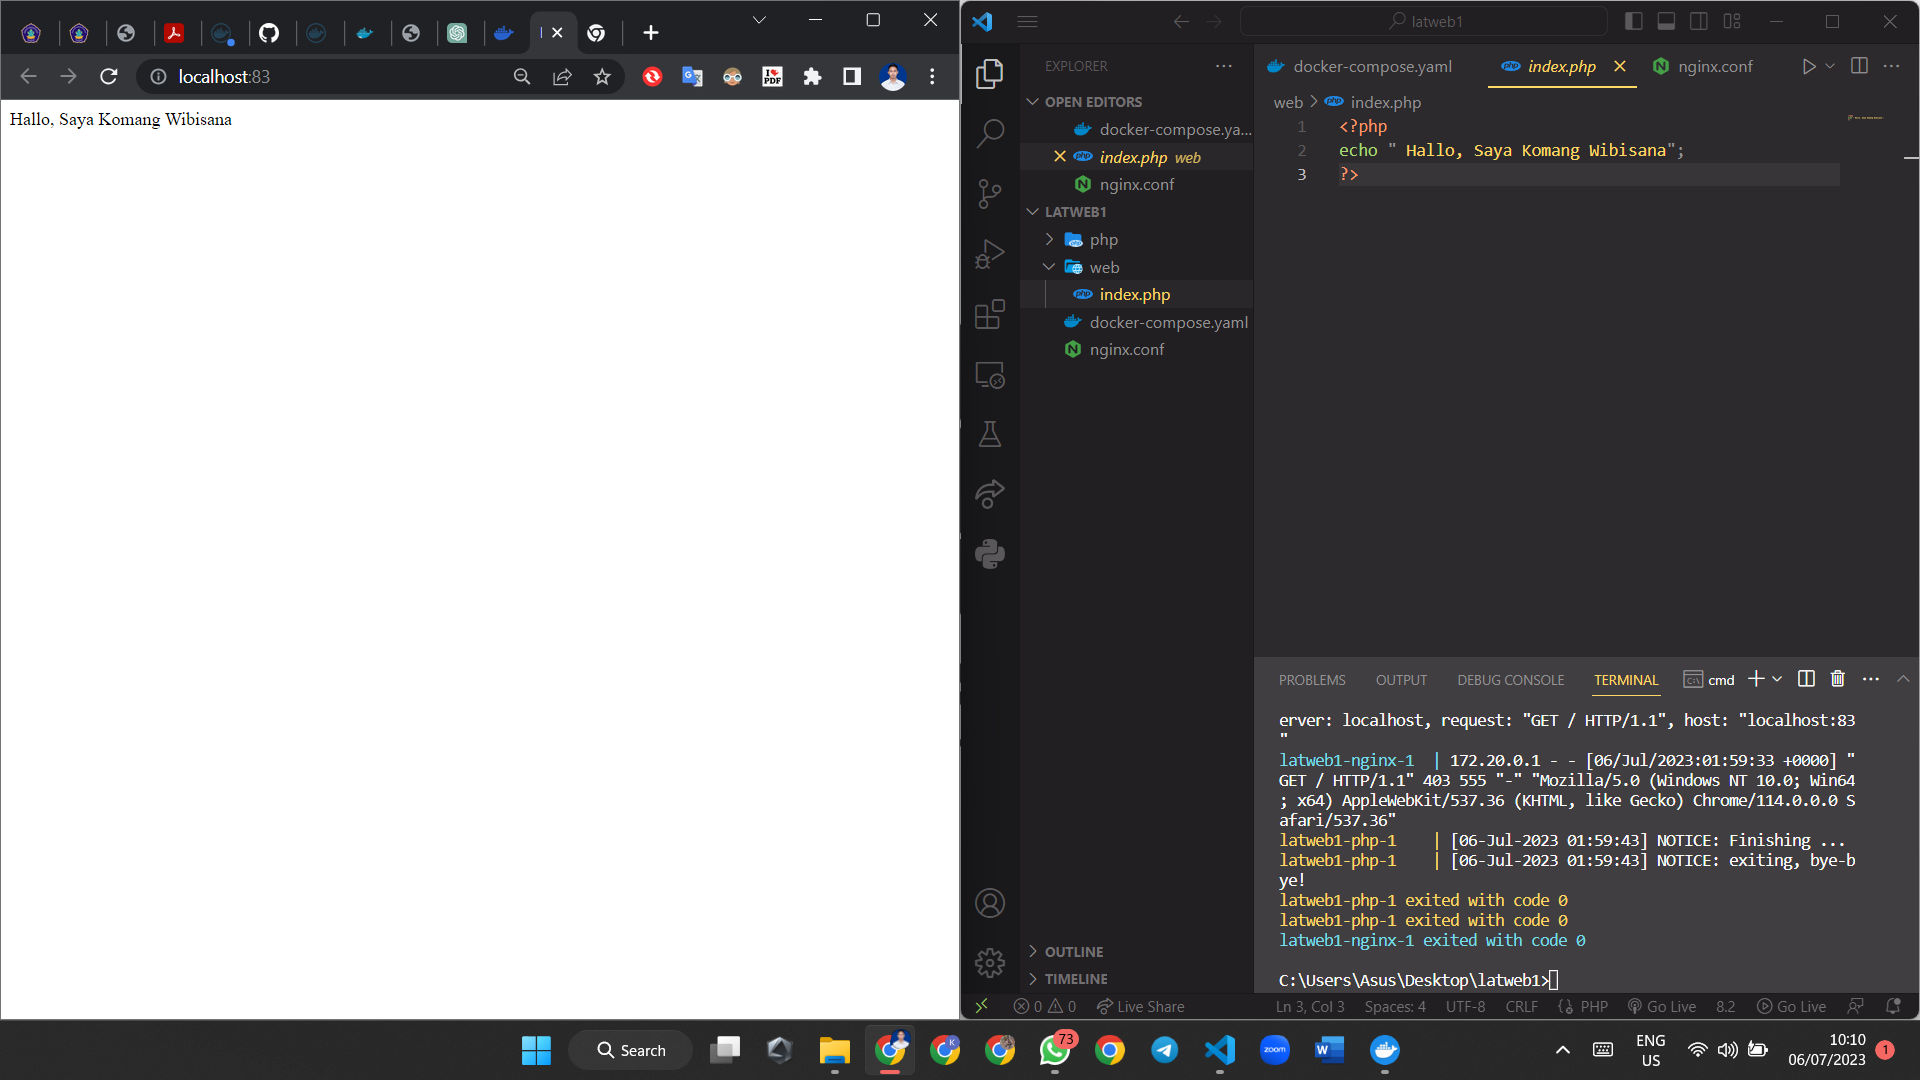 localhost:83
Hallo, Saya Komang Wibisana
latweb1
EXPLORER
OPEN EDITORS
docker-compose.ya...
index.php web
nginx.conf
LATWEB1
php
web
index.php
docker-compose.yaml
nginx.conf
OUTLINE
TIMELINE
docker-compose.yaml
index.php
nginx.conf
web > index.php
1 <?php
2 echo " Hallo, Saya Komang Wibisana";
3 ?>
PROBLEMS OUTPUT DEBUG CONSOLE TERMINAL cmd
erver: localhost, request: "GET / HTTP/1.1", host: "localhost:83
"
latweb1-nginx-1 | 172.20.0.1 - - [06/Jul/2023:01:59:33 +0000] "
GET / HTTP/1.1" 403 555 "-" "Mozilla/5.0 (Windows NT 10.0; Win64
; x64) AppleWebKit/537.36 (KHTML, like Gecko) Chrome/114.0.0.0 S
afari/537.36"
latweb1-php-1 | [06-Jul-2023 01:59:43] NOTICE: Finishing ...
latweb1-php-1 | [06-Jul-2023 01:59:43] NOTICE: exiting, bye-b
ye!
latweb1-php-1 exited with code 0
latweb1-php-1 exited with code 0
latweb1-nginx-1 exited with code 0
C:\Users\Asus\Desktop\latweb1>
0 0 Live Share Ln 3, Col 3 Spaces: 4 UTF-8 CRLF PHP Go Live 8.2 Go Live
Search
73
zoom
ENG
US
10:10
06/07/2023
1